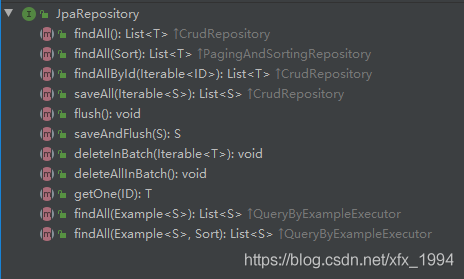 JpaRepository
findAll(): List<T> ↑CrudRepository
findAll(Sort): List<T> ↑PagingAndSortingRepository
findAllById(Iterable<ID>): List<T> ↑CrudRepository
saveAll(Iterable<S>): List<S> ↑CrudRepository
flush(): void
saveAndFlush(S): S
deleteInBatch(Iterable<T>): void
deleteAllInBatch(): void
getOne(ID): T
findAll(Example<S>): List<S> ↑QueryByExampleExecutor
findAll(Example<S>, Sort): List<S> ↑QueryByExampleExecutor
https://blog.csdn.net/xfx_1994